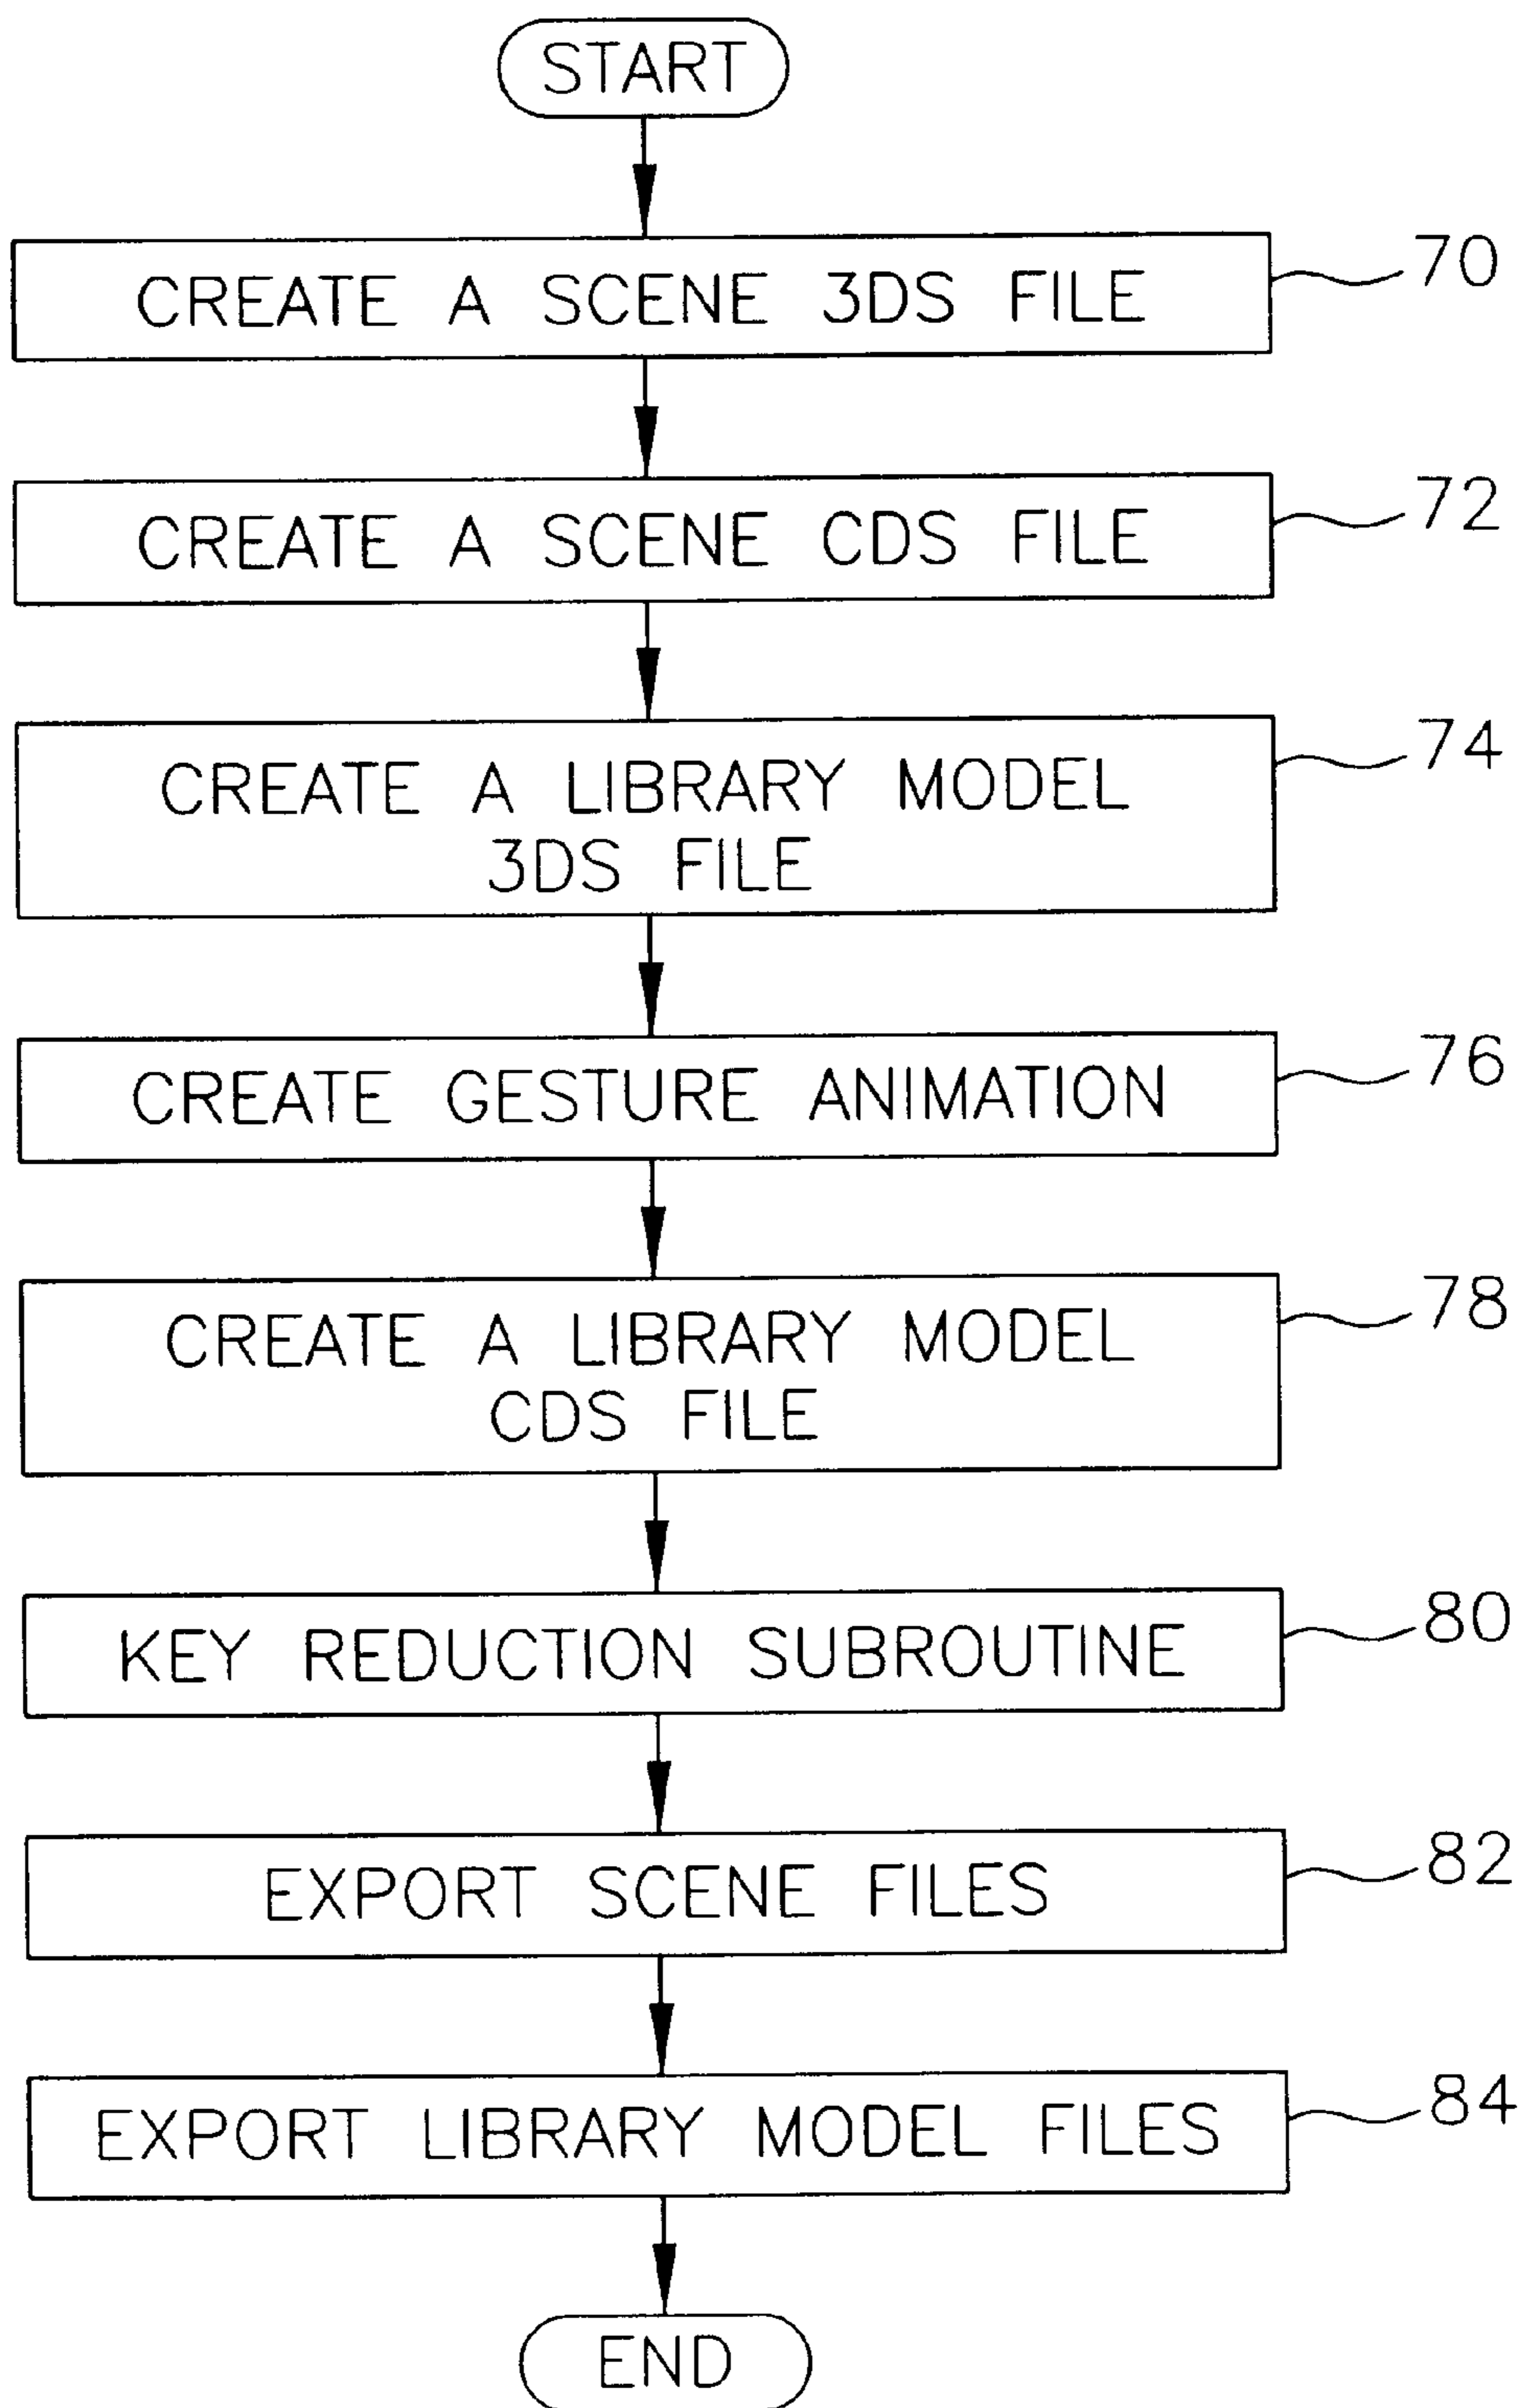 START
CREATE A SCENE 3DS FILE
70
CREATE A SCENE CDS FILE
72
CREATE A LIBRARY MODEL
3DS FILE
74
CREATE GESTURE ANIMATION
76
CREATE A LIBRARY MODEL
CDS FILE
78
KEY REDUCTION SUBROUTINE
80
EXPORT SCENE FILES
82
EXPORT LIBRARY MODEL FILES
84
END